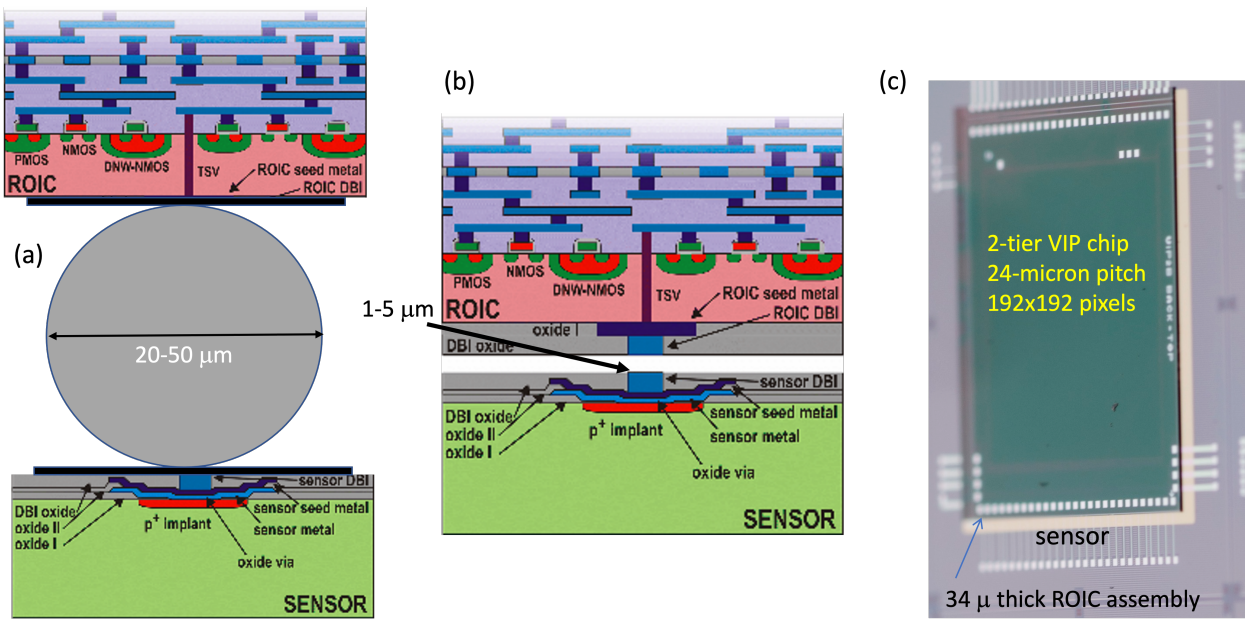 PMOS
NMOS
DNW-NMOS
TSV
ROIC seed metal
ROIC DBI
ROIC
(a)
20-50 μm
sensor DBI
DBI oxide
oxide II
oxide I
p+ Implant
sensor seed metal
sensor metal
oxide via
SENSOR
(b)
PMOS
NMOS
DNW-NMOS
TSV
ROIC seed metal
ROIC DBI
ROIC
1-5 μm
oxide I
DBI oxide
sensor DBI
DBI oxide
oxide II
oxide I
p+ Implant
sensor seed metal
sensor metal
oxide via
SENSOR
(c)
2-tier VIP chip
24-micron pitch
192x192 pixels
sensor
34 μ thick ROIC assembly